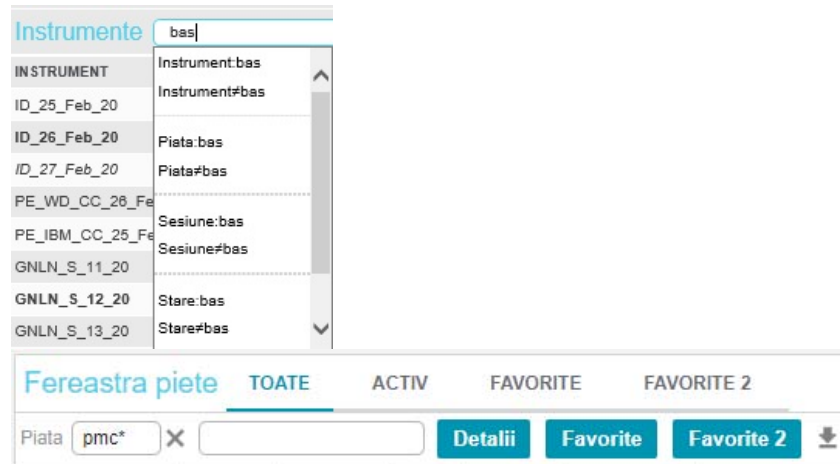 Instrumente bas
INSTRUMENT
Instrument:bas
Instrument≠bas
ID_25_Feb_20
ID_26_Feb_20
Piata:bas
ID_27_Feb_20
Piata≠bas
PE_WD_CC_26_Fe
Sesiune:bas
PE_IBM_CC_25_Fe
Sesiune≠bas
GNLN_S_11_20
GNLN_S_12_20
Stare:bas
GNLN_S_13_20
Stare≠bas
Fereastra piete TOATE ACTIV FAVORITE FAVORITE 2
Piata pmc* Detalii Favorite Favorite 2